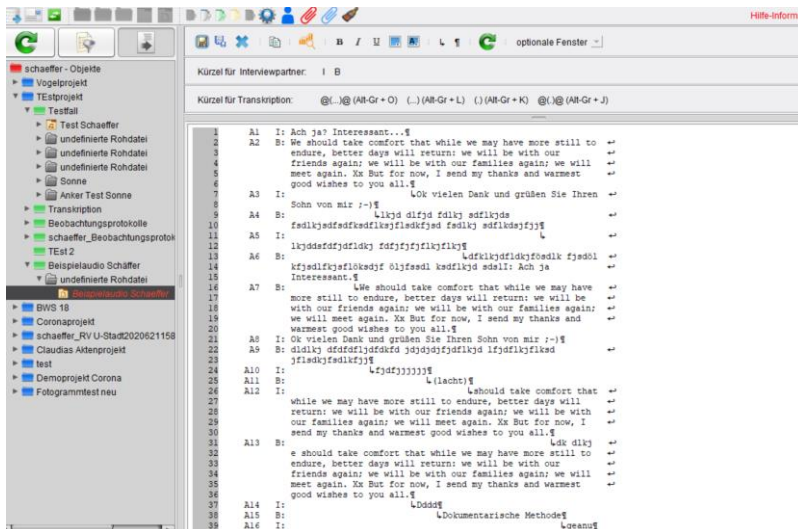 Hilfe-Inform
B I U
optionale Fenster
schaeffer - Objekte
Vogelprojekt
TEstprojekt
Testfall
Test Schaeffer
undefinierte Rohdatei
undefinierte Rohdatei
undefinierte Rohdatei
Sonne
Anker Test Sonne
Transkription
Beobachtungsprotokolle
schaeffer_Beobachtungsprotok
TEst 2
Beispielaudio Schäffer
undefinierte Rohdatei
Beispielaudio Schaeffer
BWS 18
Coronaprojekt
schaeffer_RV U-Stadt2020621158
Claudias Aktenprojekt
test
Demoprojekt Corona
Fotogrammtest neu
Kürzel für Interviewpartner: I B
Kürzel für Transkription: @(...)@ (Alt-Gr + O) (...) (Alt-Gr + L) (.) (Alt-Gr + K) @(.)@ (Alt-Gr + J)
1 A1 I: Ach ja? Interessant...¶
2 A2 B: We should take comfort that while we may have more still to ↵
3 endure, better days will return: we will be with our ↵
4 friends again; we will be with our families again; we will ↵
5 meet again. Xx But for now, I send my thanks and warmest ↵
6 good wishes to you all.¶
7 A3 I: ↳Ok vielen Dank und grüßen Sie Ihren ↵
8 Sohn von mir ;-)¶
9 A4 B: ↳lkjd dlfjd fdlkj sdflkjds ↵
10 fsdlkjsdfsdfksdflksjflsdkfjsd fsdlkj sdflkdsjfjj¶
11 A5 I: ↳ ↵
12 lkjddsfdfjdfldkj fdfjfjfjflkjflkj¶
13 A6 B: ↳dfklkjdfldkjfösdlk fjsdöl ↵
14 kfjsdlfkjsflöksdjf öljfssdl ksdflkjd sdslI: Ach ja ↵
15 Interessant.¶
16 A7 B: ↳We should take comfort that while we may have ↵
17 more still to endure, better days will return: we will be ↵
18 with our friends again; we will be with our families again; ↵
19 we will meet again. Xx But for now, I send my thanks and ↵
20 warmest good wishes to you all.¶
21 A8 I: Ok vielen Dank und grüßen Sie Ihren Sohn von mir ;-)¶
22 A9 B: dldlkj dfdfdfljdfdkfd jdjdjdjfjdflkjd lfjdflkjflksd ↵
23 jflsdkjfsdlkfjj¶
24 A10 I: ↳fjdfjjjjjj¶
25 A11 B: ↳(lacht)¶
26 A12 I: ↳should take comfort that ↵
27 while we may have more still to endure, better days will ↵
28 return: we will be with our friends again; we will be with ↵
29 our families again; we will meet again. Xx But for now, I ↵
30 send my thanks and warmest good wishes to you all.¶
31 A13 B: ↳dk dlkj ↵
32 e should take comfort that while we may have more still to ↵
33 endure, better days will return: we will be with our ↵
34 friends again; we will be with our families again; we will ↵
35 meet again. Xx But for now, I send my thanks and warmest ↵
36 good wishes to you all.¶
37 A14 I: ↳Dddd¶
38 A15 B: ↳Dokumentarische Methode¶
39 A16 I: ↳geanu¶